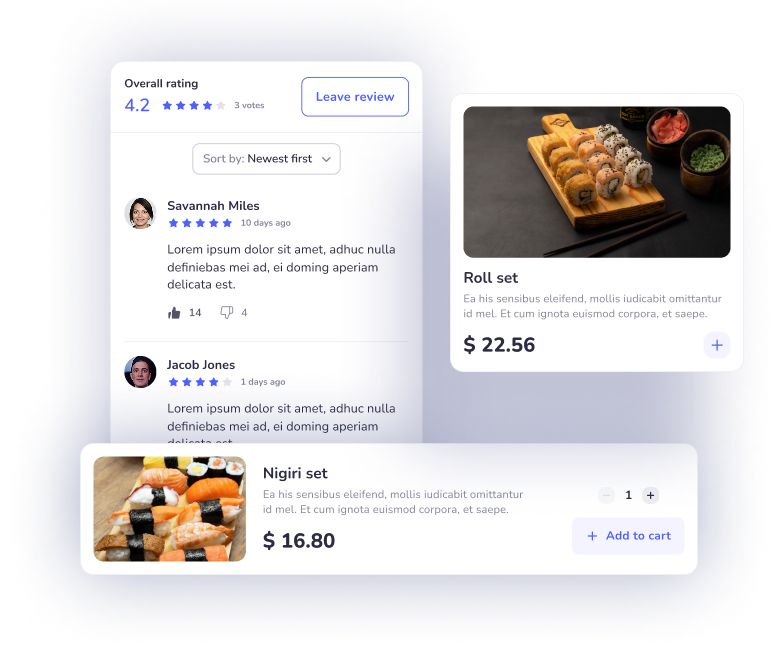 Overall rating
4.2 3 votes
Leave review
Sort by: Newest first
Savannah Miles
10 days ago
Lorem ipsum dolor sit amet, adhuc nulla
definiebas mei ad, ei doming aperiam
delicata est.
14 4
Jacob Jones
1 days ago
Lorem ipsum dolor sit amet, adhuc nulla
definiebas mei ad, ei doming aperiam
delicata est.
Roll set
Ea his sensibus eleifend, mollis iudicabit omittantur
id mel. Et cum ignota euismod corpora, et saepe.
$ 22.56
+
Nigiri set
Ea his sensibus eleifend, mollis iudicabit omittantur
id mel. Et cum ignota euismod corpora, et saepe.
$ 16.80
− 1 +
+ Add to cart